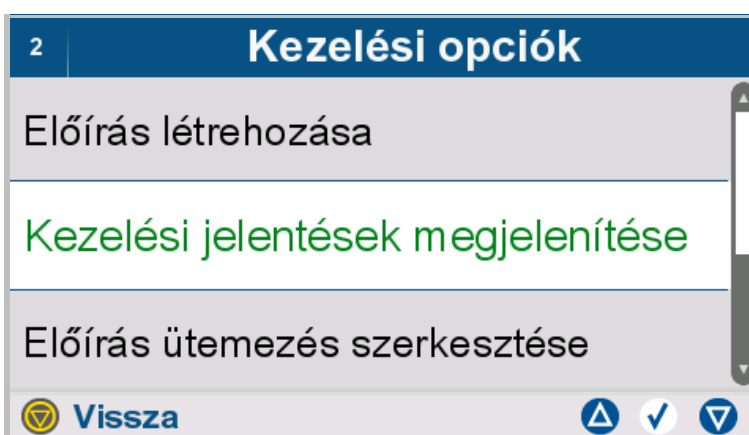 2 Kezelési opciók
Előírás létrehozása
Kezelési jelentések megjelenítése
Előírás ütemezés szerkesztése
Vissza